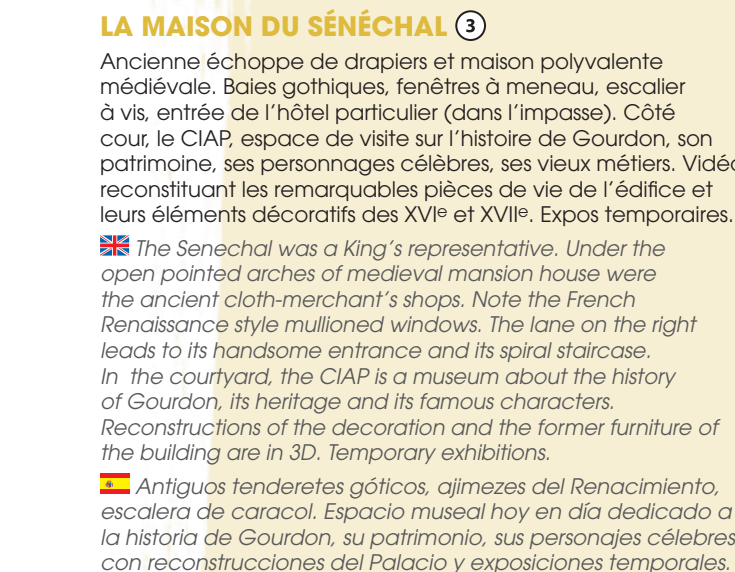 LA MAISON DU SÉNÉCHAL 3
Ancienne échoppe de drapiers et maison polyvalente
médiévale. Baies gothiques, fenêtres à meneau, escalier
à vis, entrée de l'hôtel particulier (dans l'impasse). Côté
cour, le CIAP, espace de visite sur l'histoire de Gourdon, son
patrimoine, ses personnages célèbres, ses vieux métiers. Vidéo
reconstituant les remarquables pièces de vie de l'édifice et
leurs éléments décoratifs des XVIe et XVIIe. Expos temporaires.
The Senechal was a King's representative. Under the
open pointed arches of medieval mansion house were
the ancient cloth-merchant's shops. Note the French
Renaissance style mullioned windows. The lane on the right
leads to its handsome entrance and its spiral staircase.
In the courtyard, the CIAP is a museum about the history
of Gourdon, its heritage and its famous characters.
Reconstructions of the decoration and the former furniture of
the building are in 3D. Temporary exhibitions.
Antiguos tenderetes góticos, ajimezes del Renacimiento,
escalera de caracol. Espacio museal hoy en día dedicado a
la historia de Gourdon, su patrimonio, sus personajes célebres
con reconstrucciones del Palacio y exposiciones temporales.